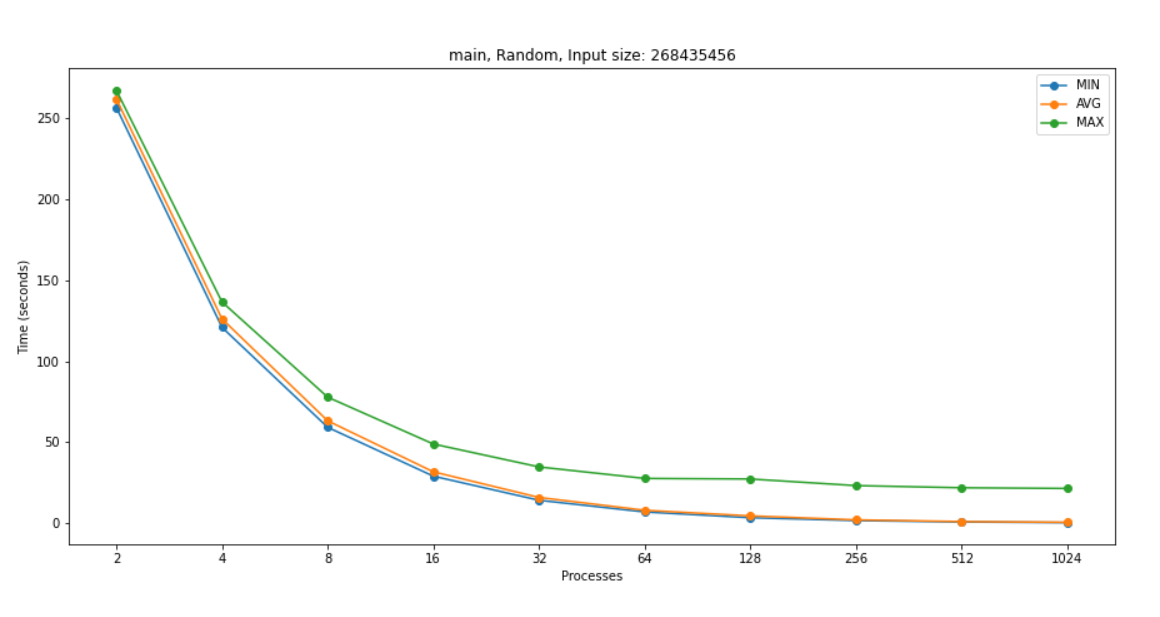 main, Random, Input size: 268435456
MIN
AVG
MAX
Time (seconds)
250
200
150
100
50
0
2 4 8 16 32 64 128 256 512 1024
Processes